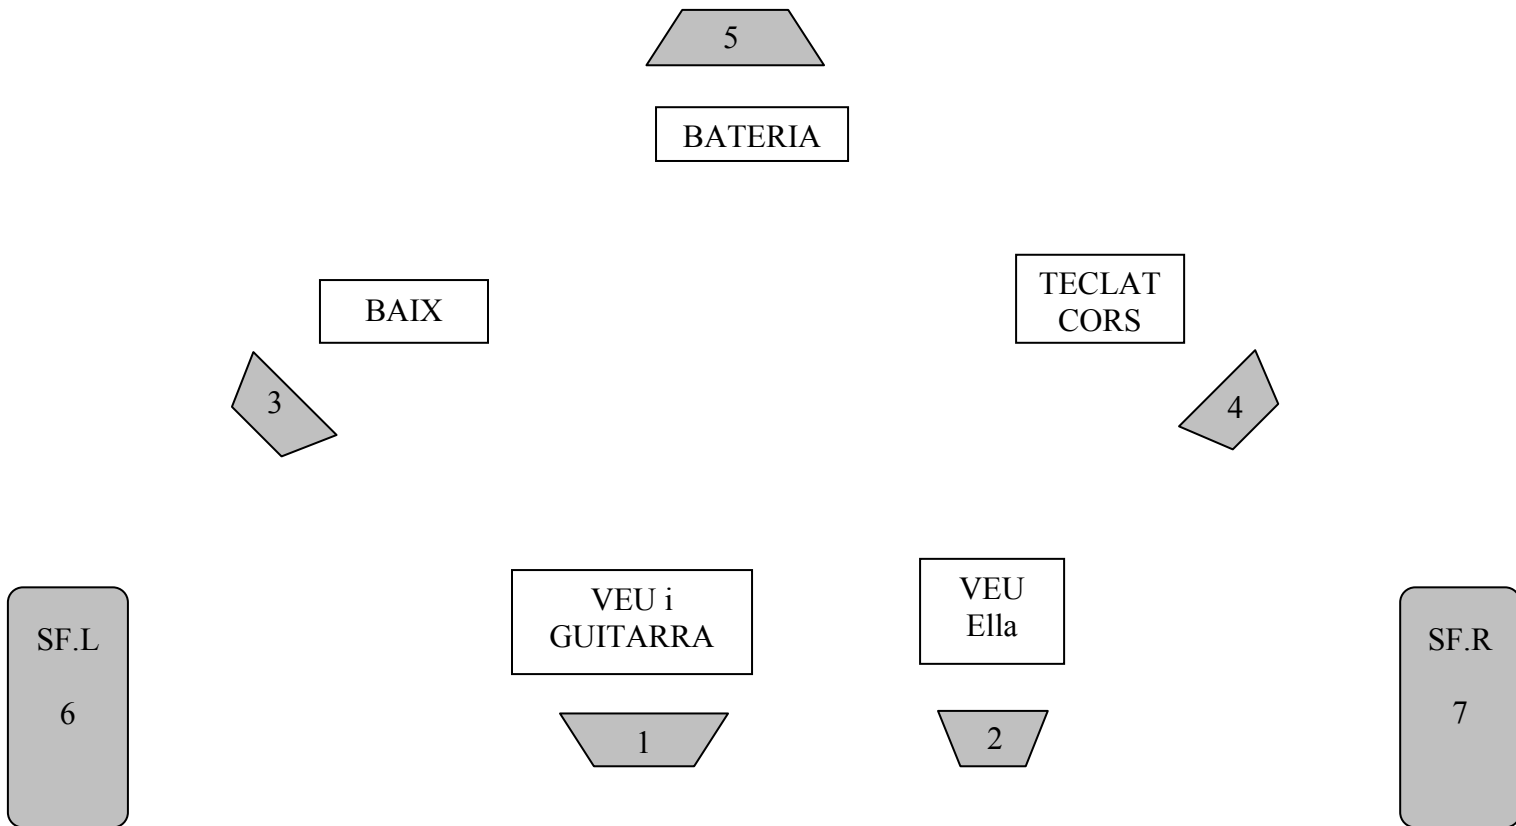 5
BATERIA
BAIX
TECLAT
CORS
3
4
SF.L
6
VEU i
GUITARRA
VEU
Ella
SF.R
7
1
2